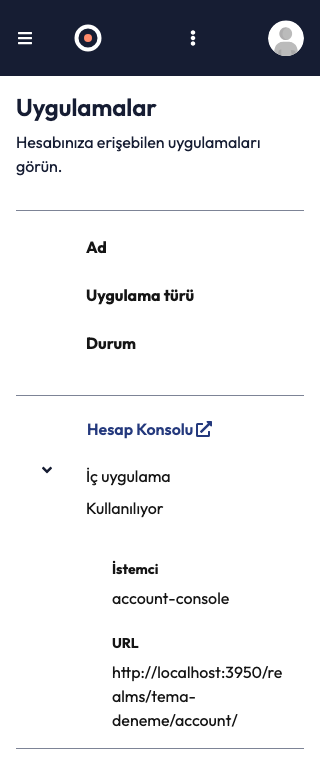 Uygulamalar
Hesabınıza erişebilen uygulamaları
görün.
Ad
Uygulama türü
Durum
Hesap Konsolu
İç uygulama
Kullanılıyor
İstemci
account-console
URL
http://localhost:3950/re
alms/tema-
deneme/account/